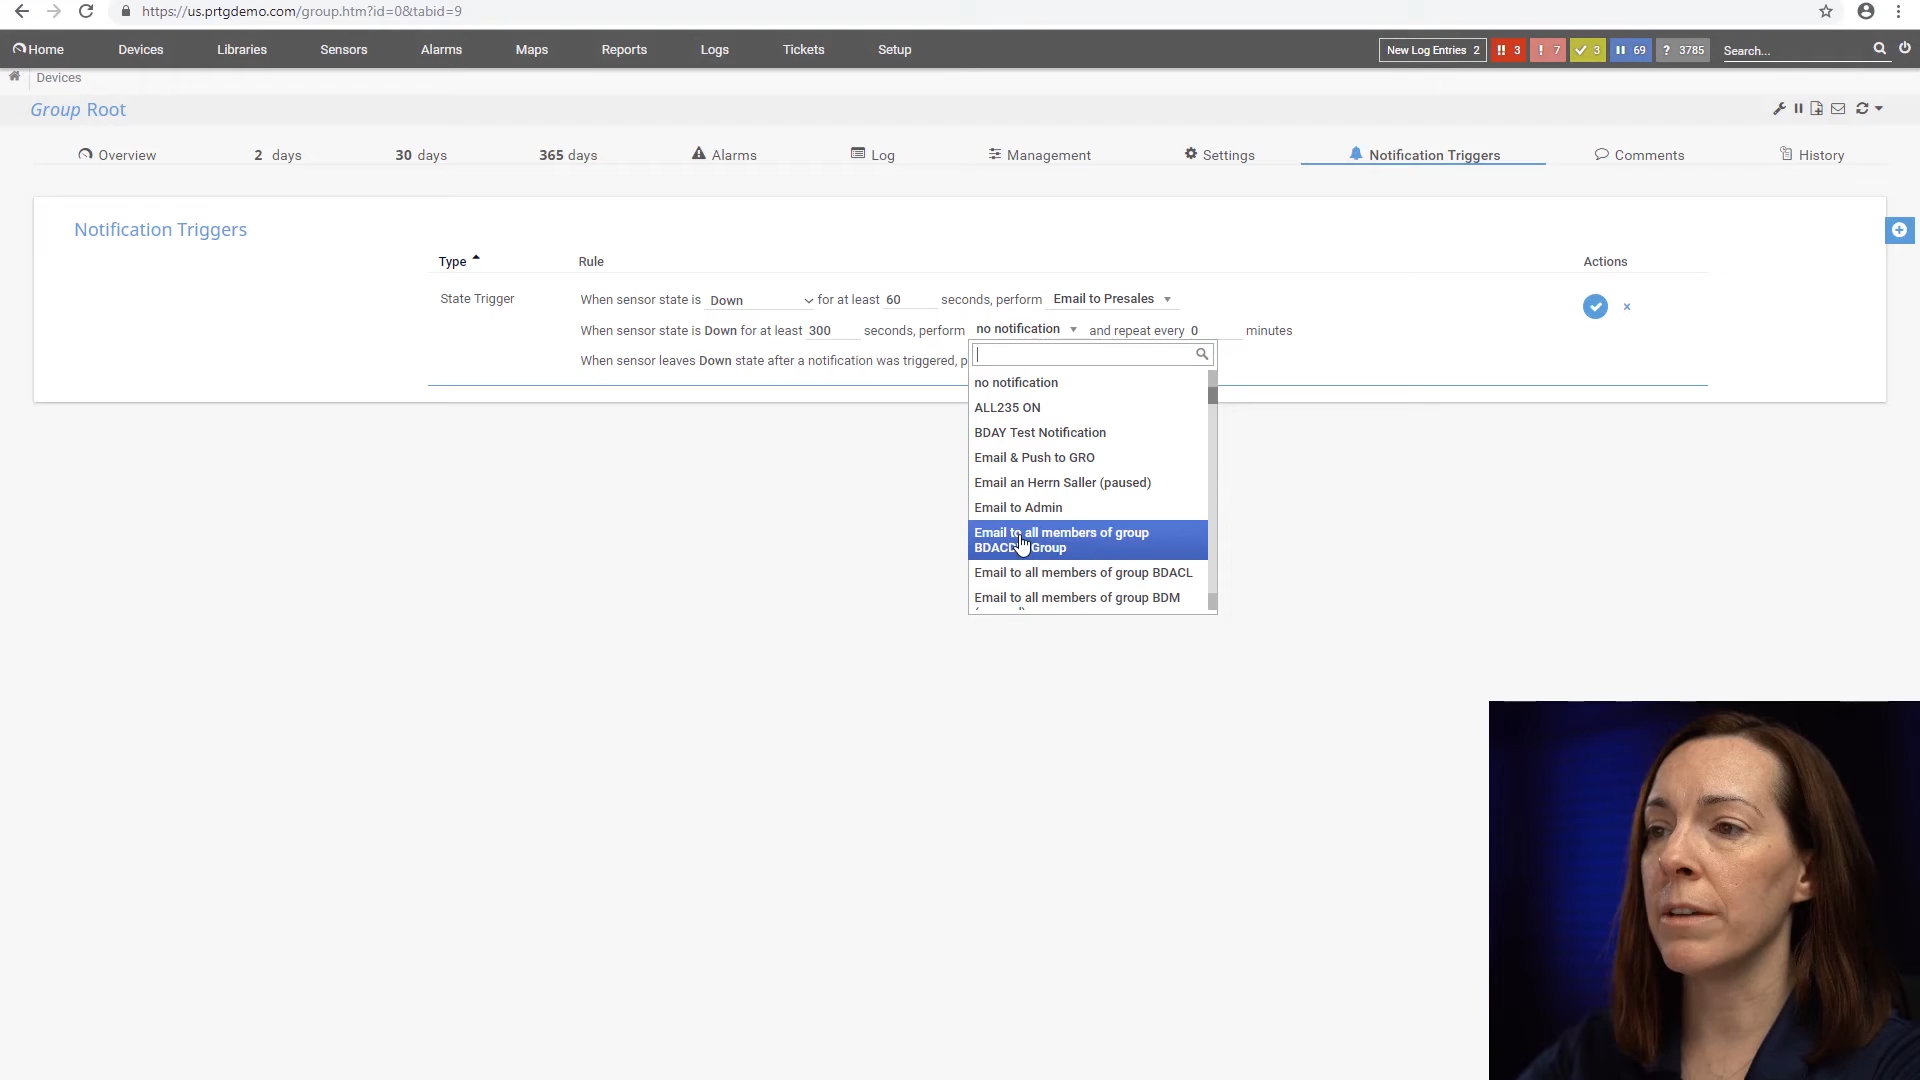 https://us.prtgdemo.com/group.htm?id=0&tabid=9
Home Devices Libraries Sensors Alarms Maps Reports Logs Tickets Setup New Log Entries 2 !! 3 ! 7 3 69 ? 3785 Search...
Devices
Group Root
Overview 2 days 30 days 365 days Alarms Log Management Settings Notification Triggers Comments History
Notification Triggers
Type Rule Actions
State Trigger When sensor state is Down for at least 60 seconds, perform Email to Presales
When sensor state is Down for at least 300 seconds, perform no notification and repeat every 0 minutes
When sensor leaves Down state after a notification was triggered, p
no notification
ALL235 ON
BDAY Test Notification
Email & Push to GRO
Email an Herrn Saller (paused)
Email to Admin
Email to all members of group
Group
Email to all members of group BDACL
Email to all members of group BDM